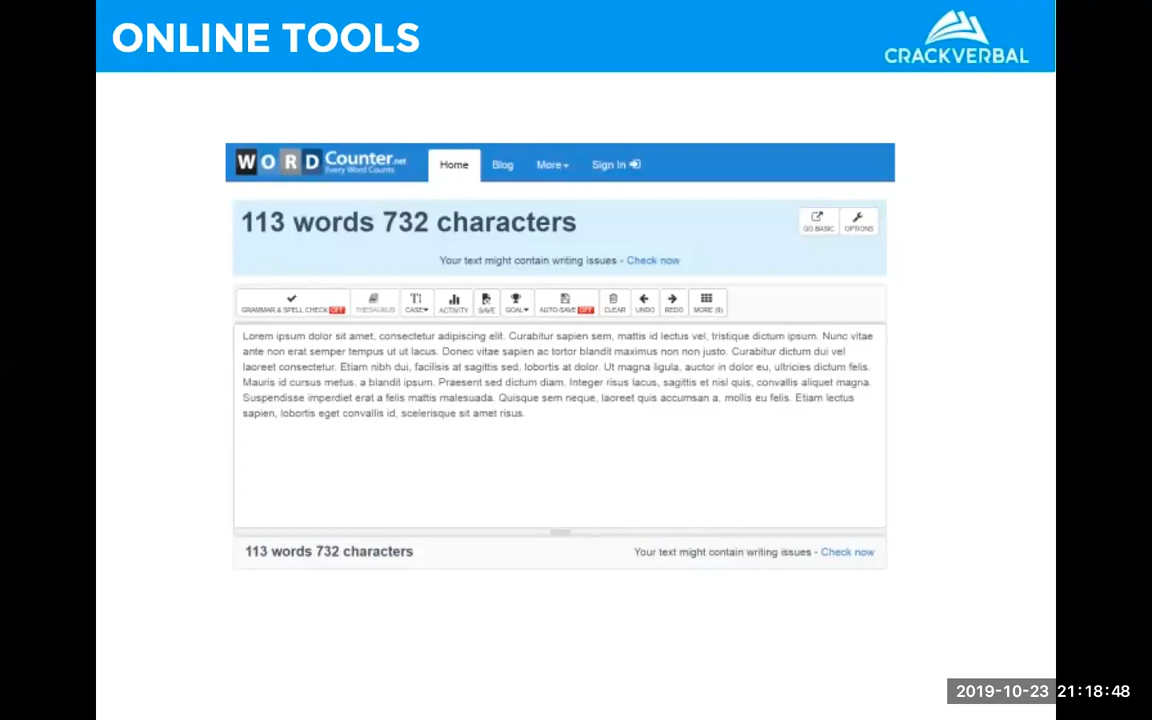 ONLINE TOOLS
CRACKVERBAL
WORD Counter.net
Every Word Counts
Home Blog More Sign In
113 words 732 characters
GO BASIC OPTIONS
Your text might contain writing issues - Check now
GRAMMAR & SPELL CHECK OFF THESAURUS CASE ACTIVITY SAVE GOAL AUTO-SAVE OFF CLEAR UNDO REDO MORE (9)
Lorem ipsum dolor sit amet, consectetur adipiscing elit. Curabitur sapien sem, mattis id lectus vel, tristique dictum ipsum. Nunc vitae
ante non erat semper tempus ut ut lacus. Donec vitae sapien ac tortor blandit maximus non non justo. Curabitur dictum dui vel
laoreet consectetur. Etiam nibh dui, facilisis at sagittis sed, lobortis at dolor. Ut magna ligula, auctor in dolor eu, ultricies dictum felis.
Mauris id cursus metus, a blandit ipsum. Praesent sed dictum diam. Integer risus lacus, sagittis et nisl quis, convallis aliquet magna.
Suspendisse imperdiet erat a felis mattis malesuada. Quisque sem neque, laoreet quis accumsan a, mollis eu felis. Etiam lectus
sapien, lobortis eget convallis id, scelerisque sit amet risus.
113 words 732 characters
Your text might contain writing issues - Check now
2019-10-23 21:18:48